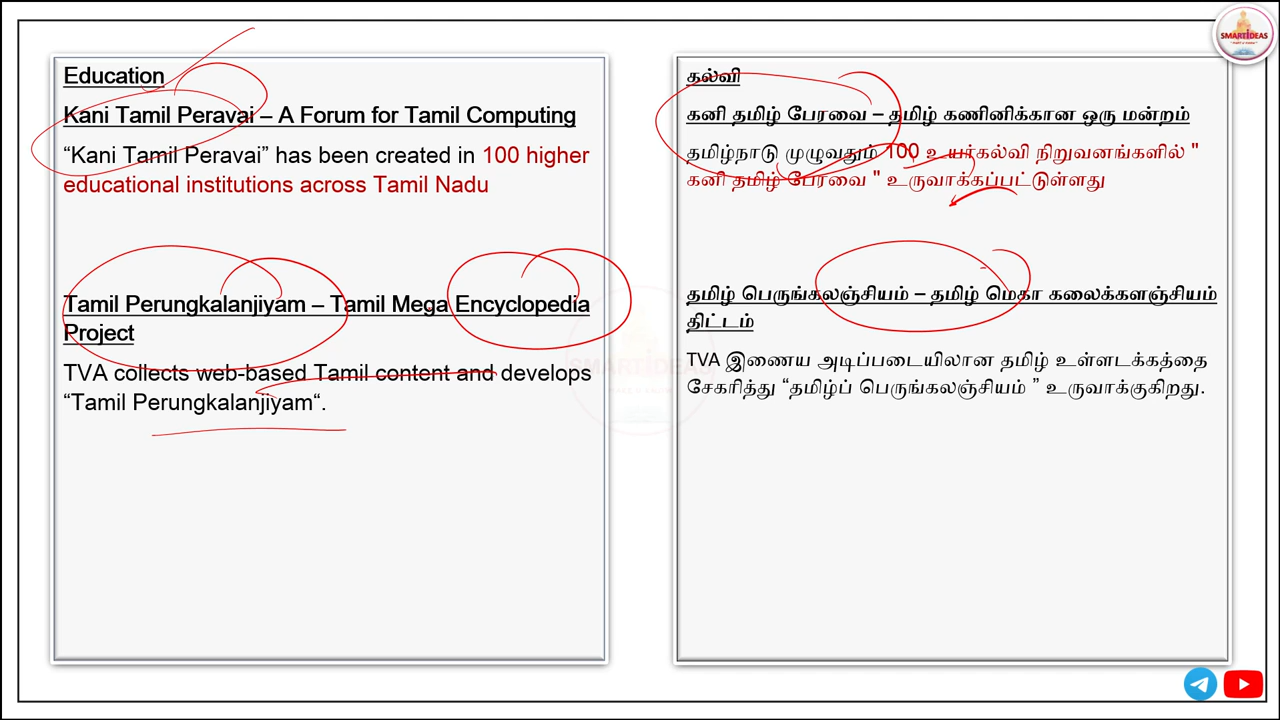 SMARTIDEAS
Education
Kani Tamil Peravai – A Forum for Tamil Computing
“Kani Tamil Peravai” has been created in 100 higher
educational institutions across Tamil Nadu
Tamil Perungkalanjiyam – Tamil Mega Encyclopedia
Project
TVA collects web-based Tamil content and develops
“Tamil Perungkalanjiyam“.
கல்வி
கனி தமிழ் பேரவை – தமிழ் கணினிக்கான ஒரு மன்றம்
தமிழ்நாடு முழுவதும் 100 உயர்கல்வி நிறுவனங்களில் "
கனி தமிழ் பேரவை " உருவாக்கப்பட்டுள்ளது
தமிழ் பெருங்கலஞ்சியம் – தமிழ் மெகா கலைக்களஞ்சியம்
திட்டம்
TVA இணைய அடிப்படையிலான தமிழ் உள்ளடக்கத்தை
சேகரித்து “தமிழ்ப் பெருங்கலஞ்சியம் ” உருவாக்குகிறது.
SMARTIDEAS